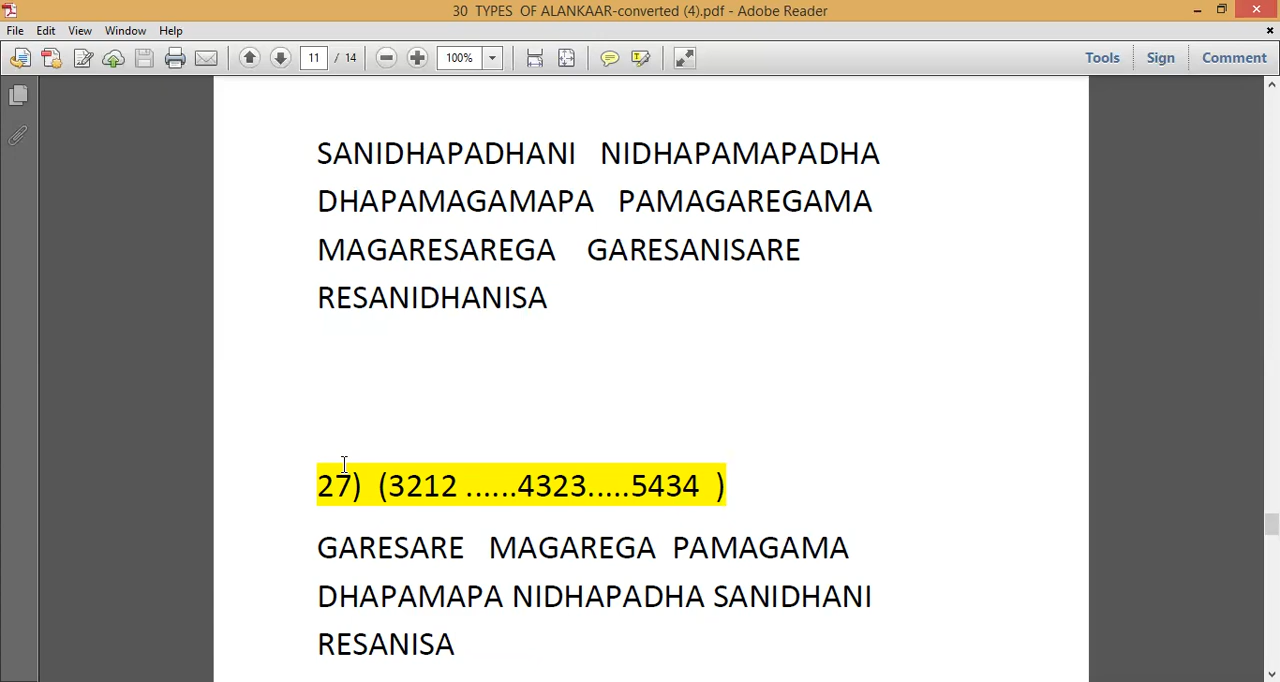 30 TYPES OF ALANKAAR-converted (4).pdf - Adobe Reader
File Edit View Window Help
11 / 14 100% Tools Sign Comment
SANIDHAPADHANI NIDHAPAMAPADHA
DHAPAMAGAMAPA PAMAGAREGAMA
MAGARESAREGA GARESANISARE
RESANIDHANISA
27) (3212 ......4323.....5434 )
GARESARE MAGAREGA PAMAGAMA
DHAPAMAPA NIDHAPADHA SANIDHANI
RESANISA